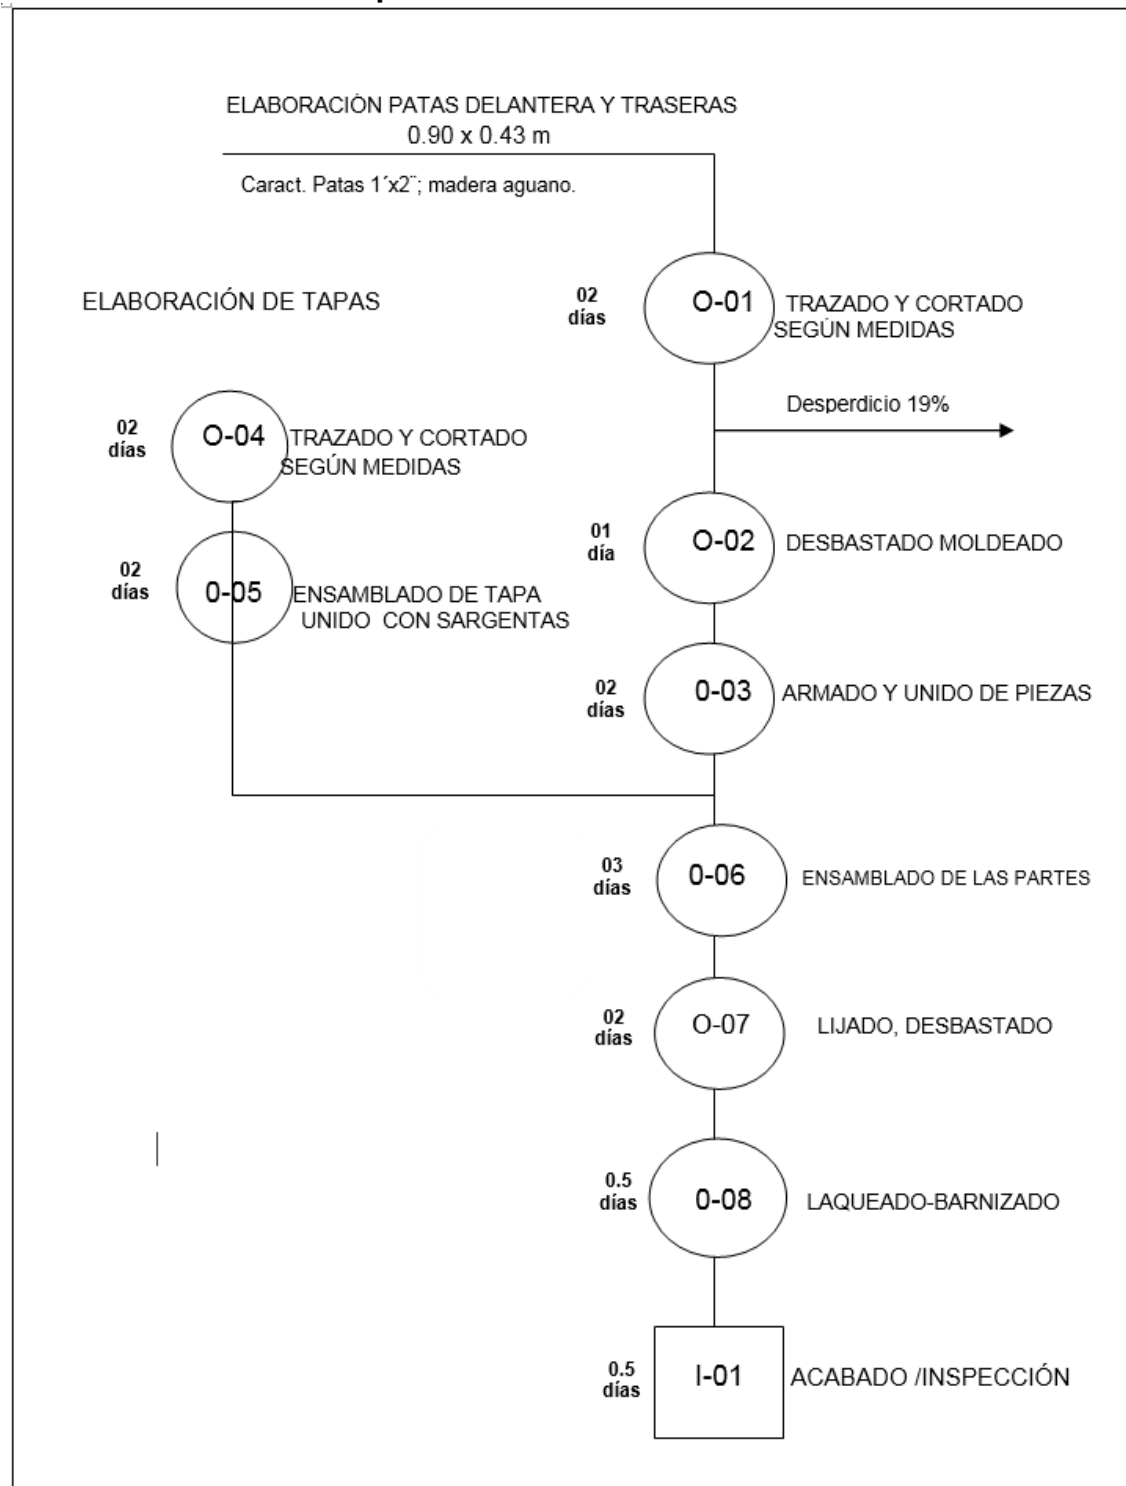 ELABORACIÓN PATAS DELANTERA Y TRASERAS
0.90 x 0.43 m
Caract. Patas 1´x2¨; madera aguano.
ELABORACIÓN DE TAPAS
02
días
O-01
TRAZADO Y CORTADO
SEGÚN MEDIDAS
Desperdicio 19%
02
días
O-04
TRAZADO Y CORTADO
SEGÚN MEDIDAS
01
día
O-02
DESBASTADO MOLDEADO
02
días
0-05
ENSAMBLADO DE TAPA
UNIDO CON SARGENTAS
02
días
0-03
ARMADO Y UNIDO DE PIEZAS
03
días
0-06
ENSAMBLADO DE LAS PARTES
02
días
O-07
LIJADO, DESBASTADO
0.5
días
0-08
LAQUEADO-BARNIZADO
0.5
días
I-01
ACABADO /INSPECCIÓN